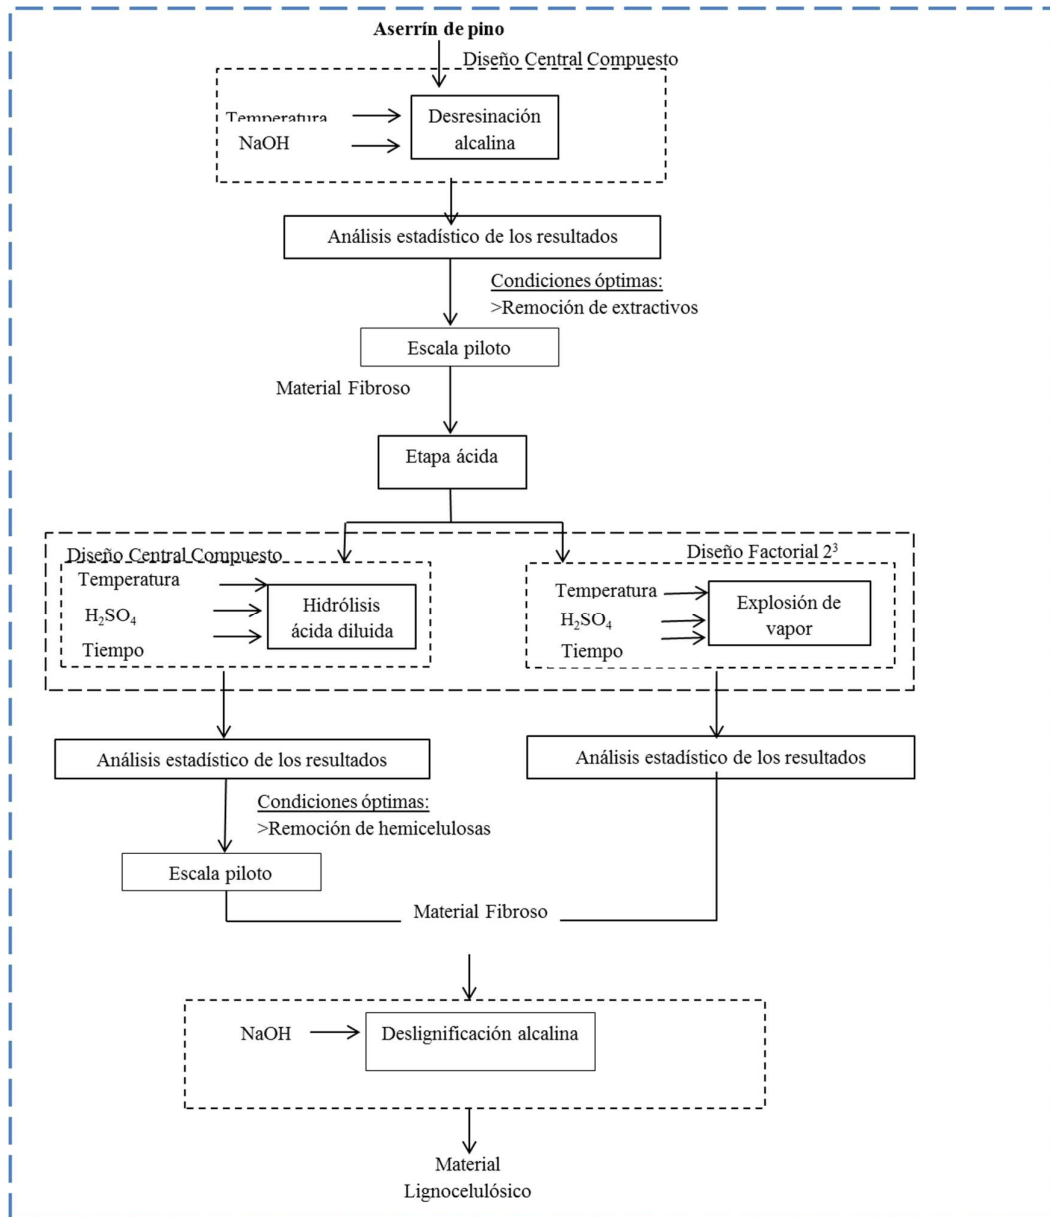 Aserrín de pino
Diseño Central Compuesto
Temperatura
NaOH
Desresinación
alcalina
Análisis estadístico de los resultados
Condiciones óptimas:
>Remoción de extractivos
Escala piloto
Material Fibroso
Etapa ácida
Diseño Central Compuesto
Temperatura
H₂SO₄
Tiempo
Hidrólisis
ácida diluida
Diseño Factorial 2³
Temperatura
H₂SO₄
Tiempo
Explosión de
vapor
Análisis estadístico de los resultados
Análisis estadístico de los resultados
Condiciones óptimas:
>Remoción de hemicelulosas
Escala piloto
Material Fibroso
NaOH
Deslignificación alcalina
Material
Lignocelulósico